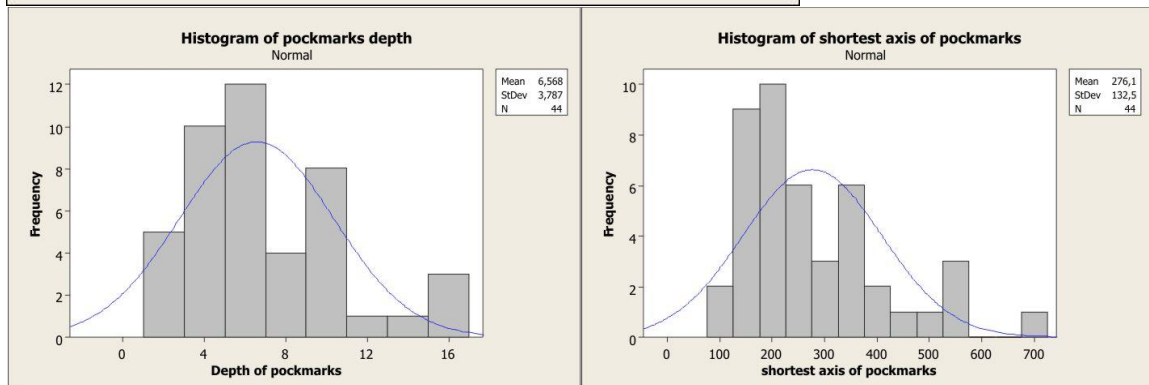 Histogram of pockmarks depth
Normal
Mean 6,568
StDev 3,787
N 44
Frequency
12
10
8
6
4
2
0
0 4 8 12 16
Depth of pockmarks
Histogram of shortest axis of pockmarks
Normal
Mean 276,1
StDev 132,5
N 44
Frequency
10
8
6
4
2
0
0 100 200 300 400 500 600 700
shortest axis of pockmarks